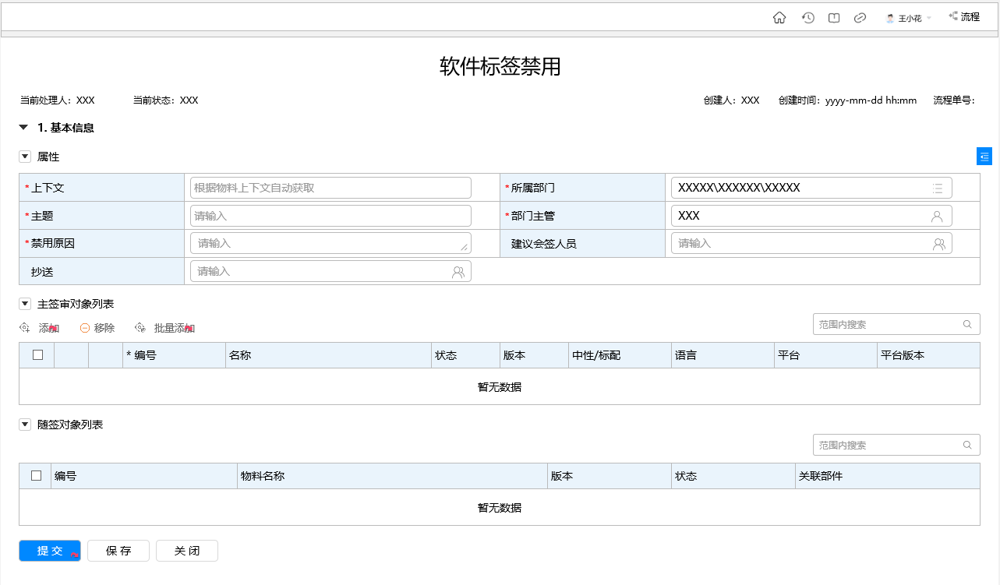 王小花 流程
软件标签禁用
当前处理人：XXX 当前状态：XXX 创建人：XXX 创建时间：yyyy-mm-dd hh:mm 流程单号：
1. 基本信息
属性
*上下文 根据物料上下文自动获取 *所属部门 XXXXX\XXXXXX\XXXXX
*主题 请输入 *部门主管 XXX
*禁用原因 请输入 建议会签人员 请输入
抄送 请输入
主签审对象列表
添加 移除 批量添加 范围内搜索
* 编号 名称 状态 版本 中性/标配 语言 平台 平台版本
暂无数据
随签对象列表
范围内搜索
编号 物料名称 版本 状态 关联部件
暂无数据
提 交 保 存 关 闭